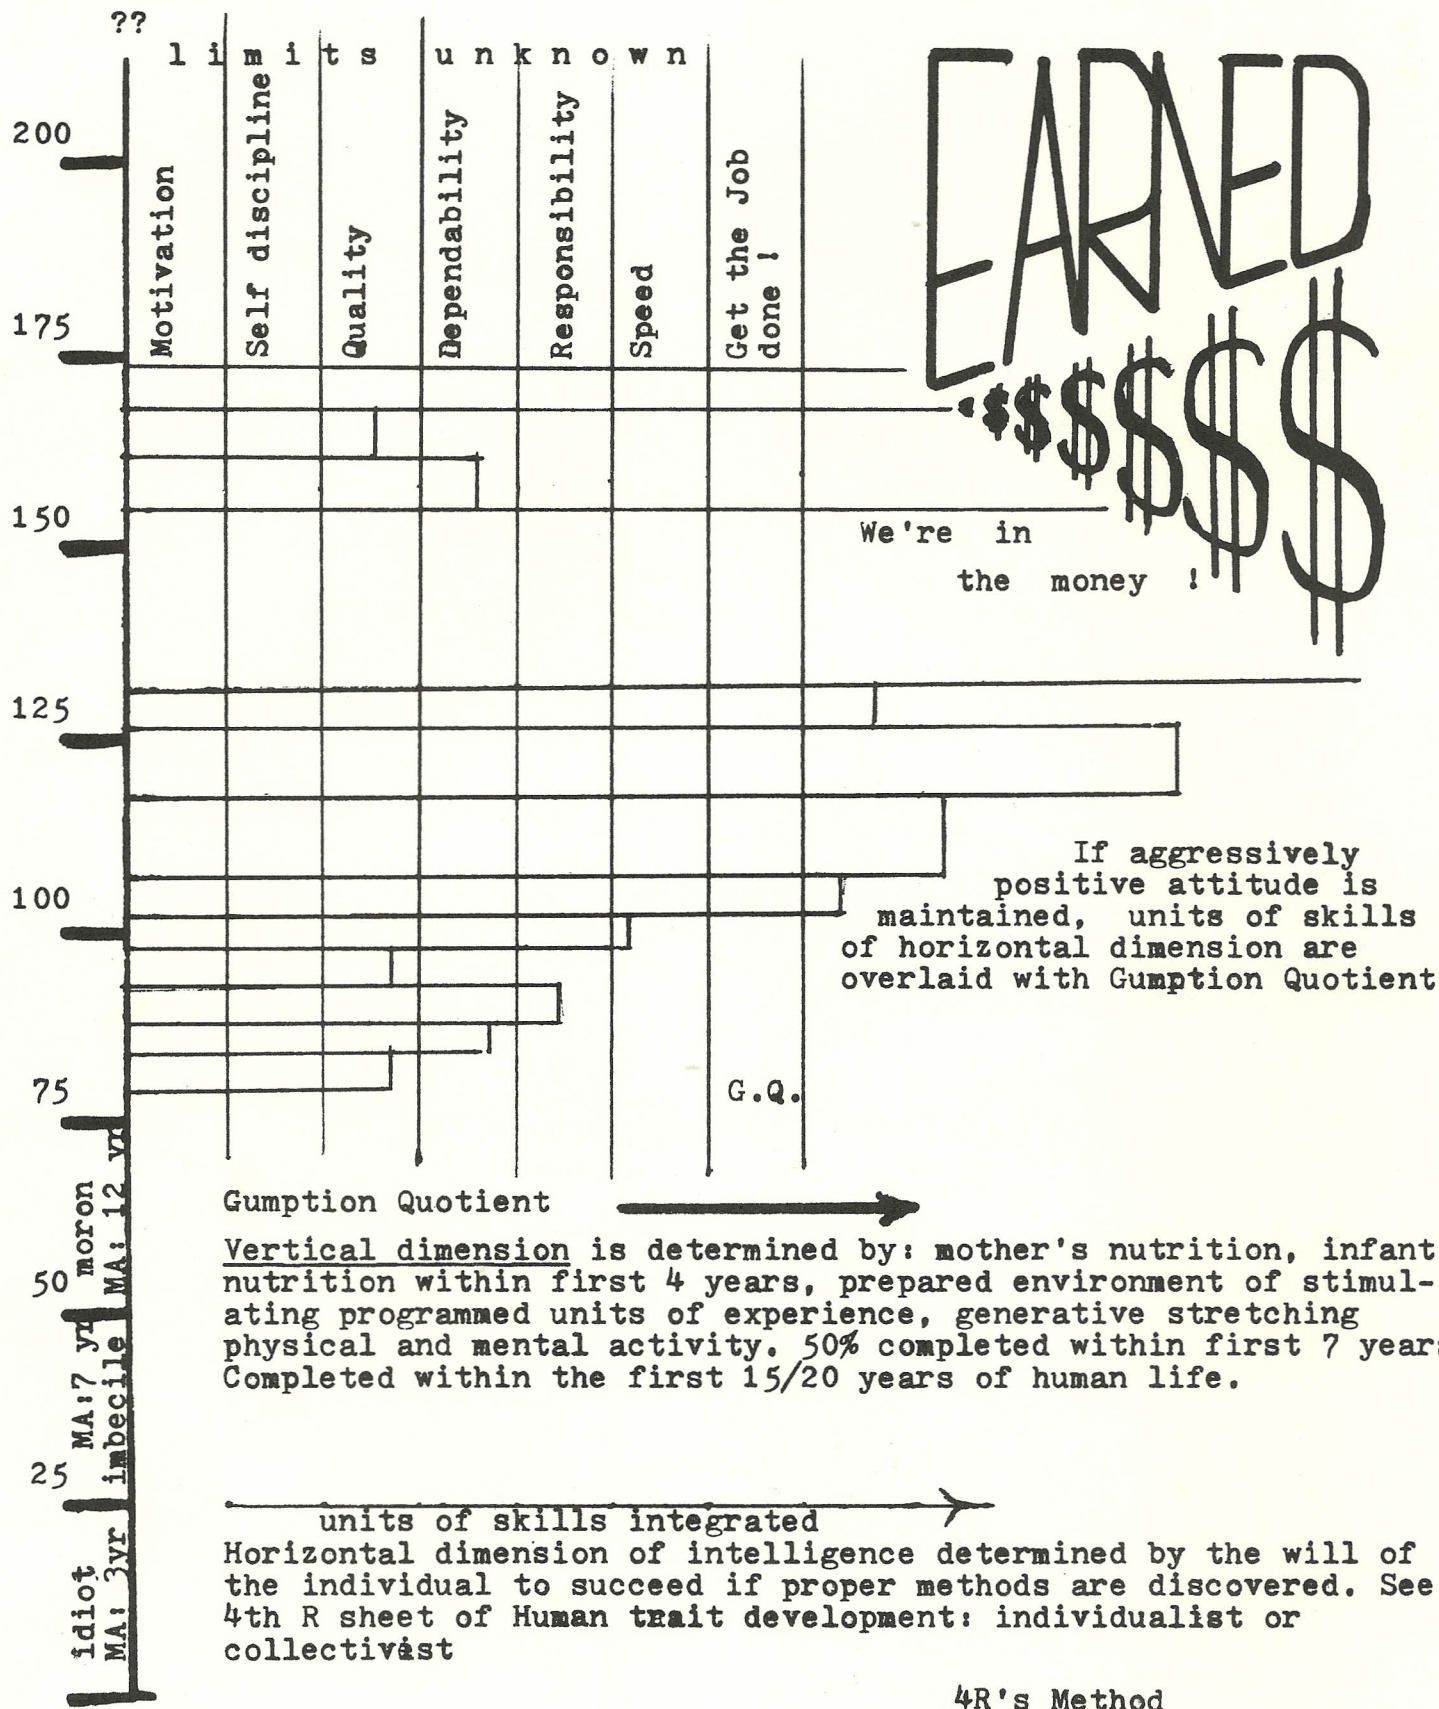 ??
limits unknown
200
175
150
125
100
75
50
25
Motivation
Self discipline
Quality
Dependability
Responsibility
Speed
Get the Job
done !
EARNED
$$$$$$$
We're in
the money !
If aggressively
positive attitude is
maintained, units of skills
of horizontal dimension are
overlaid with Gumption Quotient
G.Q.
moron
MA: 12 yr
MA:7 yr
imbecile
idiot
MA: 3yr
Gumption Quotient
Vertical dimension is determined by: mother's nutrition, infant
nutrition within first 4 years, prepared environment of stimul-
ating programmed units of experience, generative stretching
physical and mental activity. 50% completed within first 7 years
Completed within the first 15/20 years of human life.
units of skills integrated
Horizontal dimension of intelligence determined by the will of
the individual to succeed if proper methods are discovered. See
4th R sheet of Human trait development: individualist or
collectivist
4R's Method